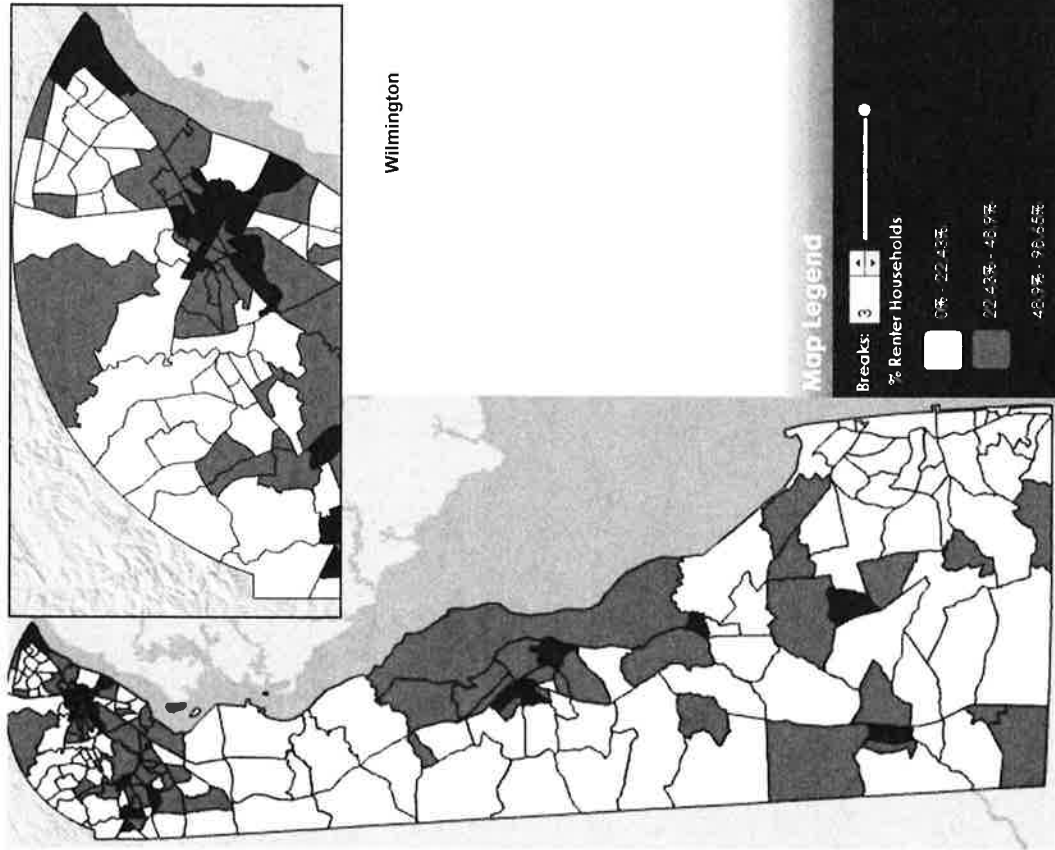 Wilmington
Map Legend
Breaks: 3
% Renter Households
0% - 22.43%
22.43% - 48.9%
48.9% - 98.65%